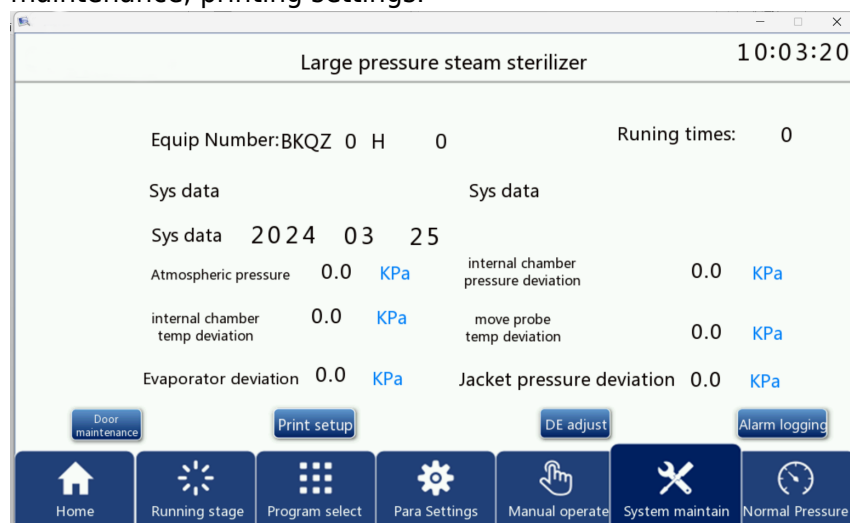 maintenance, printing settings.
Large pressure steam sterilizer
10:03:20
Equip Number:BKQZ 0 H 0
Runing times: 0
Sys data
Sys data
Sys data 2024 03 25
Atmospheric pressure 0.0 KPa
internal chamber
pressure deviation 0.0 KPa
internal chamber
temp deviation 0.0 KPa
move probe
temp deviation 0.0 KPa
Evaporator deviation 0.0 KPa
Jacket pressure deviation 0.0 KPa
Door
maintenance
Print setup
DE adjust
Alarm logging
Home
Running stage
Program select
Para Settings
Manual operate
System maintain
Normal Pressure